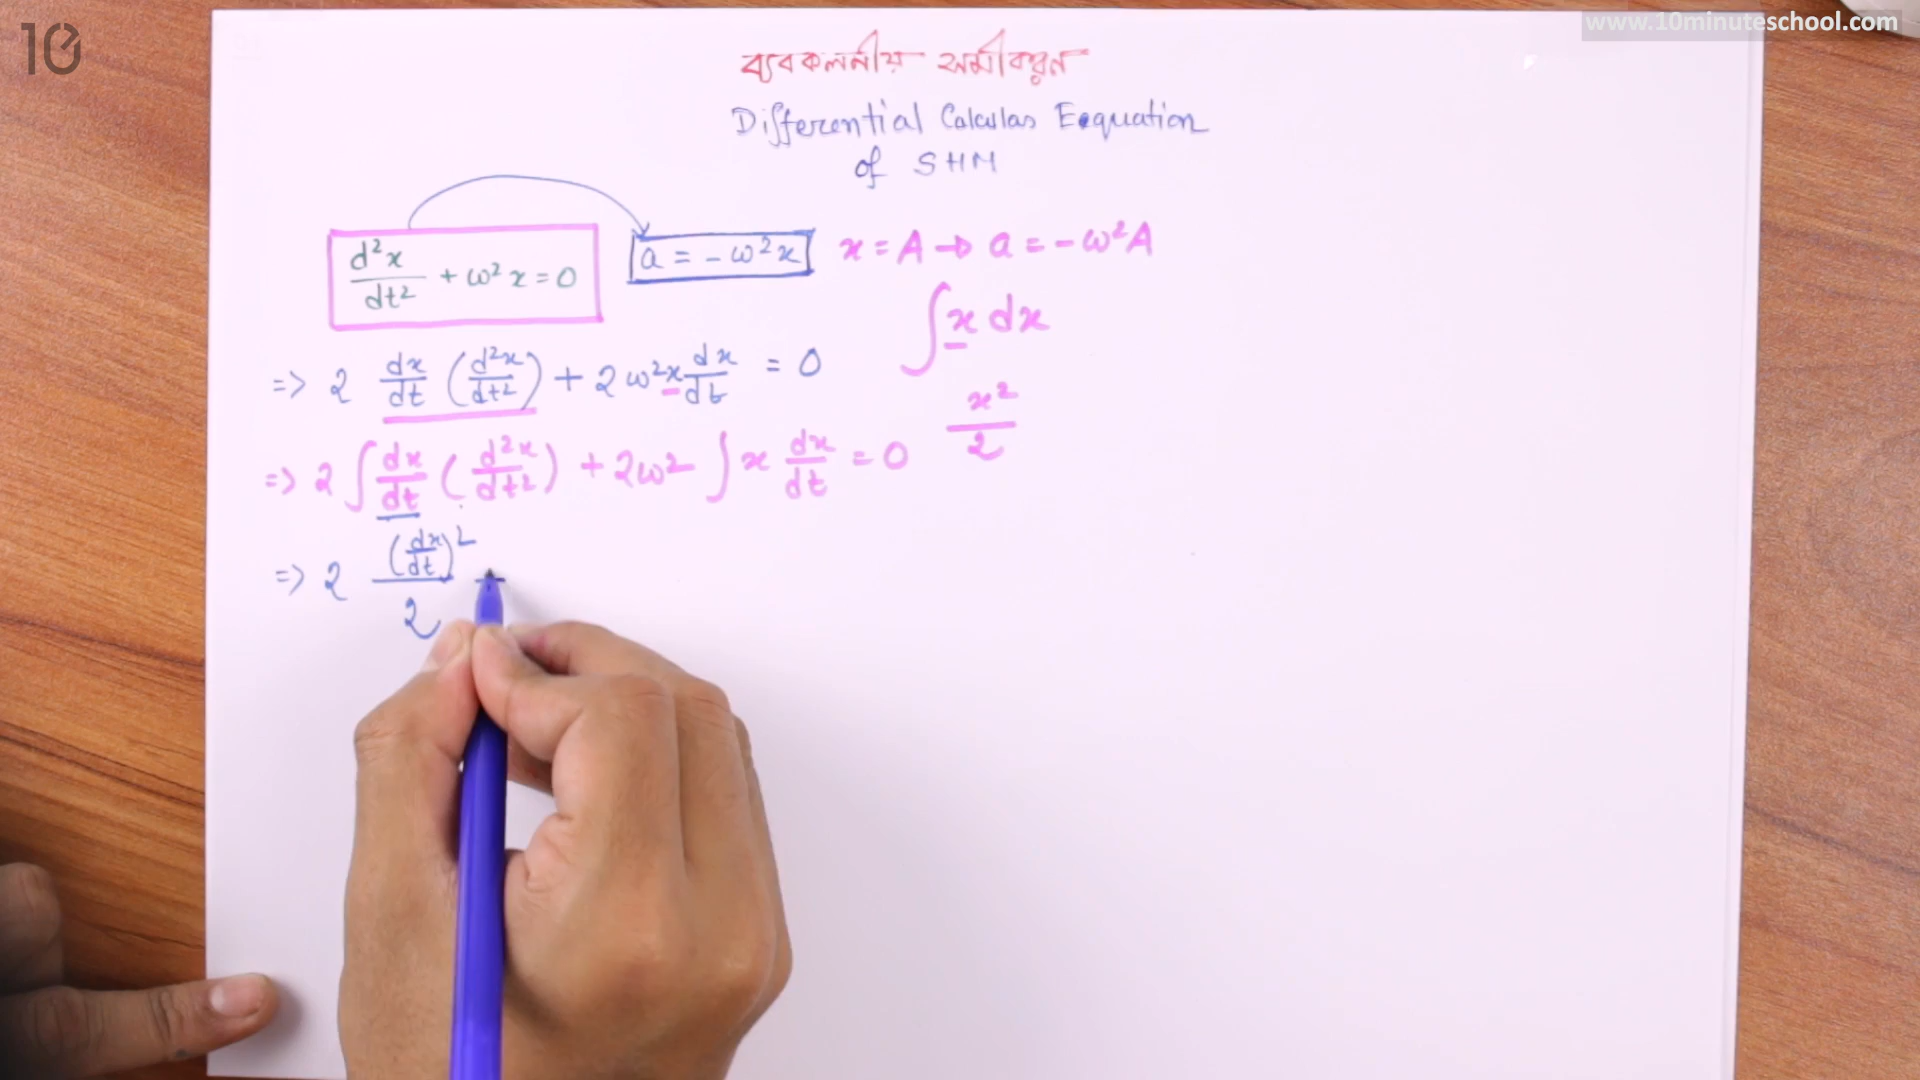 10
www.10minuteschool.com
ব্যবকলনীয় সমীকরণ
Differential Calculas Eequation
of SHM
d²x/dt² + ω²x = 0
a = -ω²x
x = A → a = -ω²A
∫x dx
=> 2 dx/dt (d²x/dt²) + 2ω²x dx/dt = 0
x²/2
=> 2∫dx/dt (d²x/dt²) + 2ω² ∫x dx/dt = 0
=> 2 (dx/dt)²/2